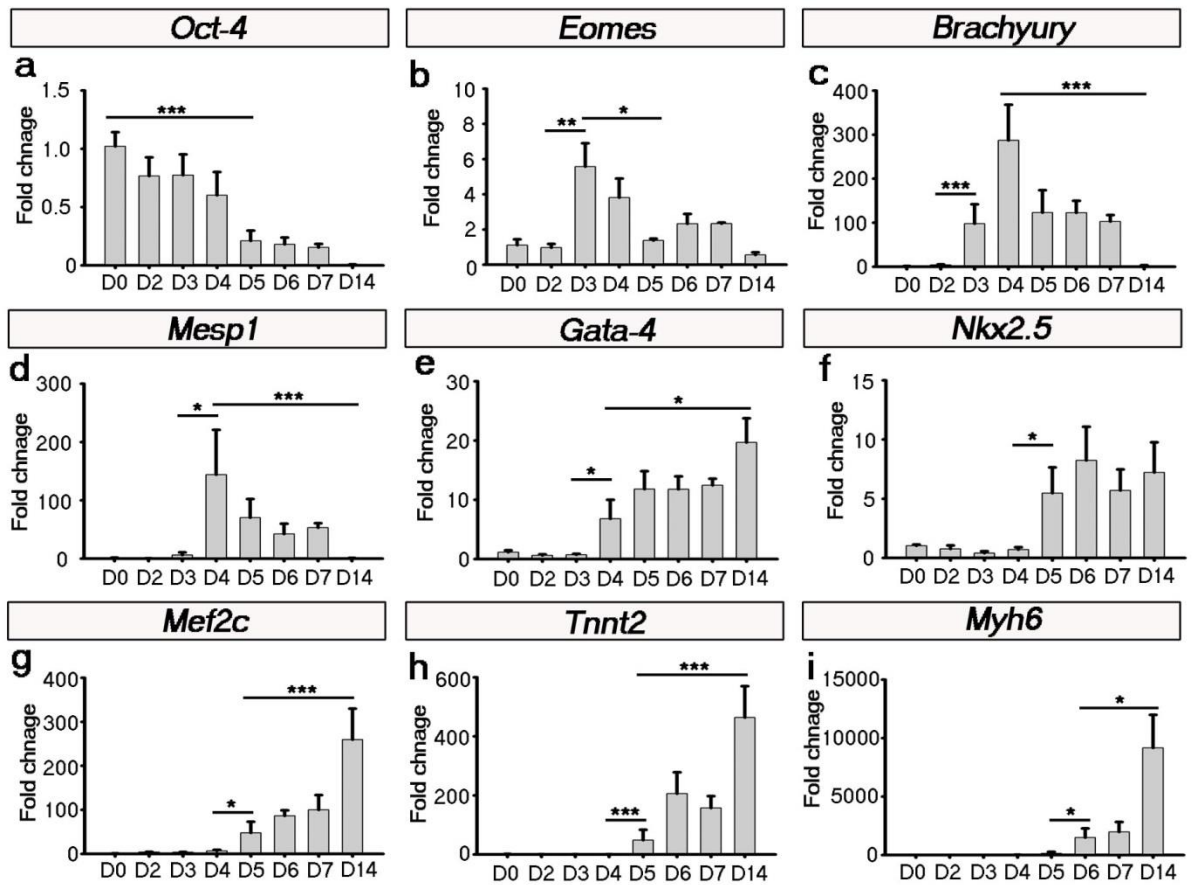 Oct-4
Eomes
Brachyury
a
Fold chnage
1.5
1.0
0.5
0
***
D0 D2 D3 D4 D5 D6 D7 D14
b
Fold chnage
10
8
6
4
2
0
**
*
D0 D2 D3 D4 D5 D6 D7 D14
c
Fold chnage
400
300
200
100
0
***
***
D0 D2 D3 D4 D5 D6 D7 D14
Mesp1
Gata-4
Nkx2.5
d
Fold chnage
300
200
100
0
*
***
D0 D2 D3 D4 D5 D6 D7 D14
e
Fold chnage
30
20
10
0
*
*
D0 D2 D3 D4 D5 D6 D7 D14
f
Fold chnage
15
10
5
0
*
D0 D2 D3 D4 D5 D6 D7 D14
Mef2c
Tnnt2
Myh6
g
Fold chnage
400
300
200
100
0
*
***
D0 D2 D3 D4 D5 D6 D7 D14
h
Fold chnage
600
400
200
0
***
***
D0 D2 D3 D4 D5 D6 D7 D14
i
Fold chnage
15000
10000
5000
0
*
*
D0 D2 D3 D4 D5 D6 D7 D14